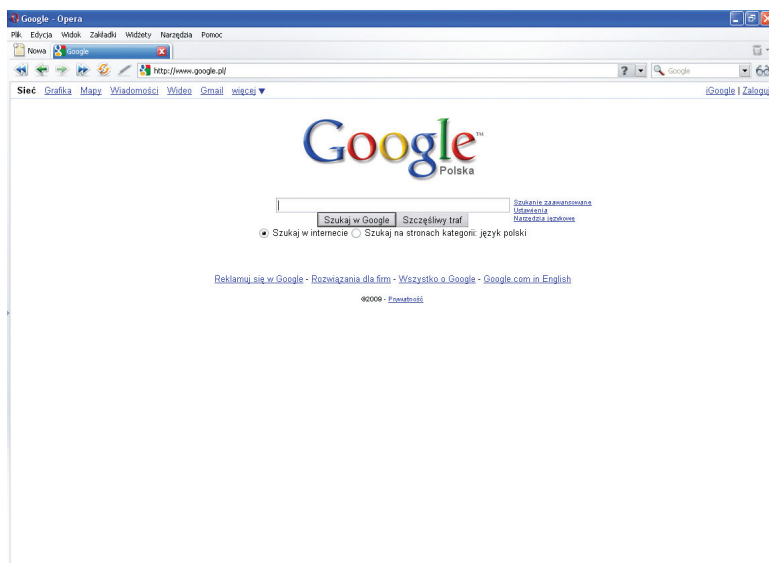 Google - Opera
Plik Edycja Widok Zakładki Widżety Narzędzia Pomoc
Nowa Google
http://www.google.pl/ ? Google
Sieć Grafika Mapy Wiadomości Wideo Gmail więcej ▼ iGoogle | Zaloguj
Google™
Polska
Szukanie zaawansowane
Ustawienia
Szukaj w Google Szczęśliwy traf Narzędzia językowe
Szukaj w internecie Szukaj na stronach kategorii: język polski
Reklamuj się w Google - Rozwiązania dla firm - Wszystko o Google - Google.com in English
©2009 - Prywatność